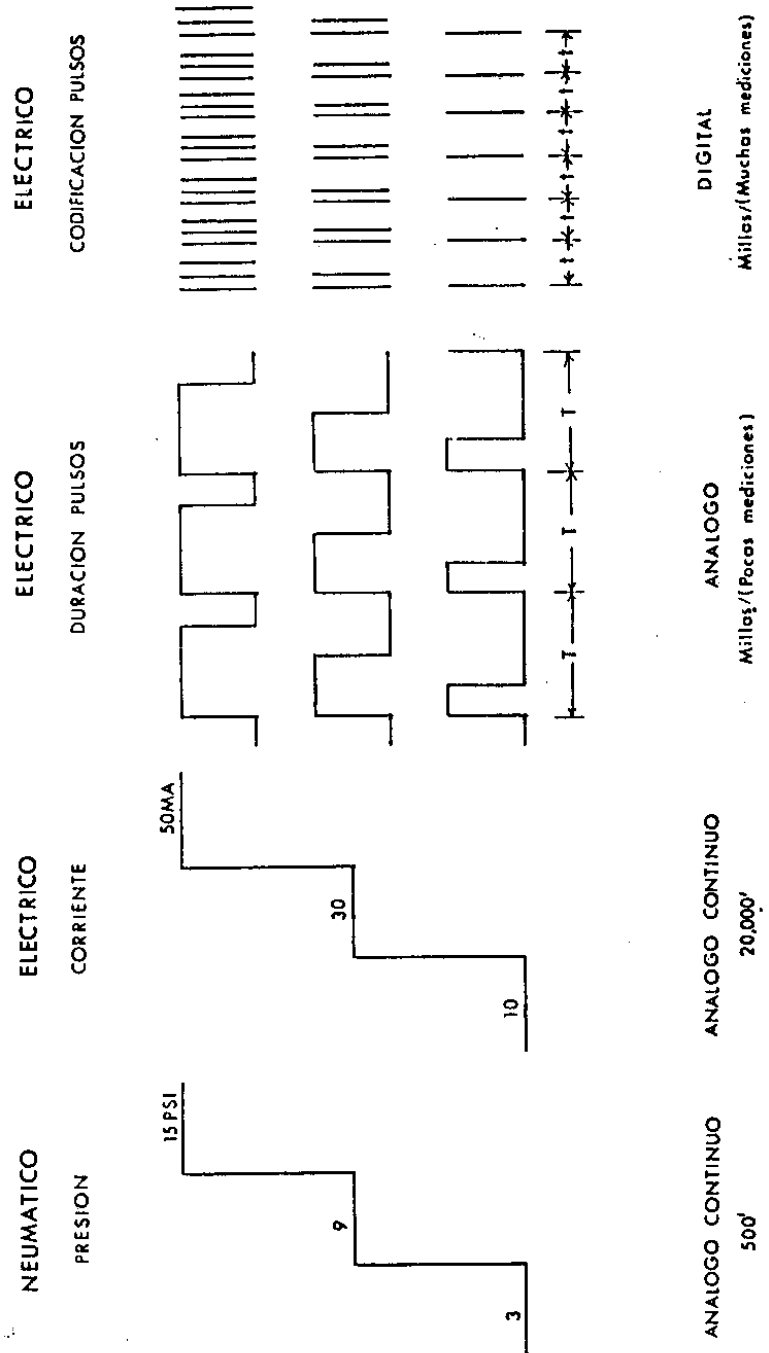 NEUMATICO
PRESION
15 PSI
9
3
ANALOGO CONTINUO
500'
ELECTRICO
CORRIENTE
50MA
30
10
ANALOGO CONTINUO
20,000'
ELECTRICO
DURACION PULSOS
T T T
ANALOGO
Millas/(Pocas mediciones)
ELECTRICO
CODIFICACION PULSOS
t t t t t t
DIGITAL
Millas/(Muchas mediciones)